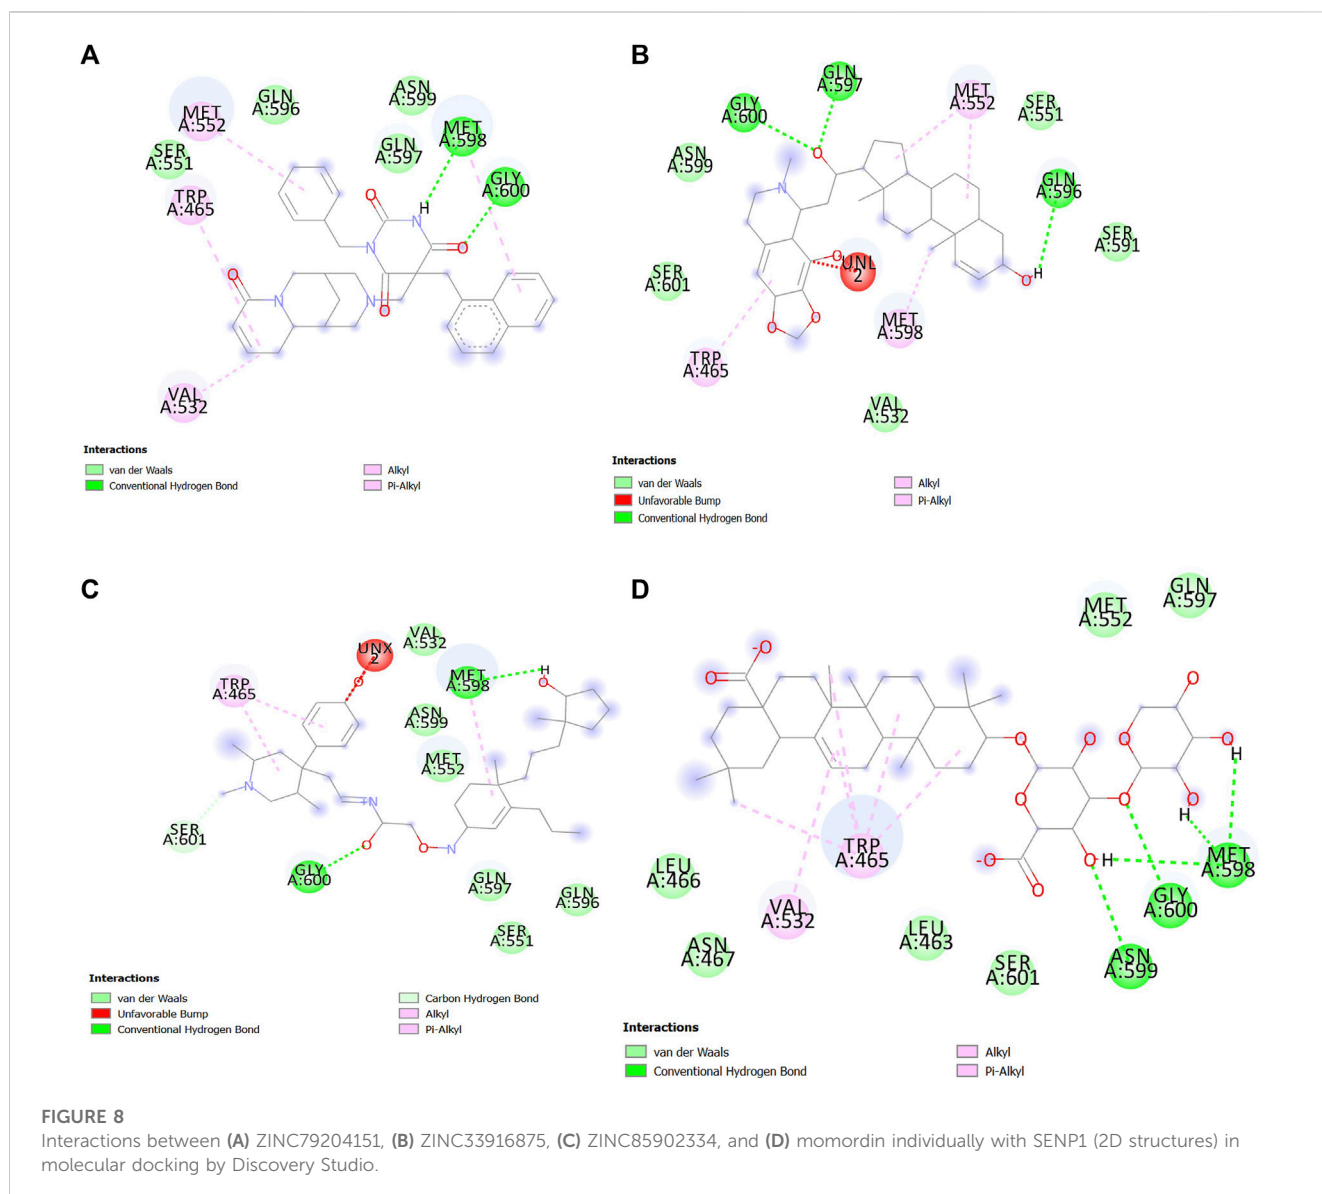 A
MET
A:552
GLN
A:596
ASN
A:599
MET
A:598
GLN
A:597
SER
A:551
TRP
A:465
GLY
A:600
O
H
N
O
N
O
O
N
N
O
VAL
A:532
Interactions
van der Waals
Conventional Hydrogen Bond
Alkyl
Pi-Alkyl
B
GLN
A:597
GLY
A:600
MET
A:552
SER
A:551
ASN
A:599
O
N
GLN
A:596
SER
A:591
O
UNL
2
H
O
SER
A:601
MET
A:598
O
O
TRP
A:465
VAL
A:532
Interactions
van der Waals
Unfavorable Bump
Conventional Hydrogen Bond
Alkyl
Pi-Alkyl
C
UNX
2
VAL
A:532
MET
A:598
H
O
TRP
A:465
O
ASN
A:599
MET
A:552
N
+N
SER
A:601
O
O
N
GLY
A:600
GLN
A:597
GLN
A:596
SER
A:551
Interactions
van der Waals
Unfavorable Bump
Conventional Hydrogen Bond
Carbon Hydrogen Bond
Alkyl
Pi-Alkyl
D
MET
A:552
GLN
A:597
-O
O
O
O
O
O
O
H
O
O
O
H
TRP
A:465
-O
O
H
O
MET
A:598
LEU
A:466
VAL
A:532
GLY
A:600
ASN
A:467
LEU
A:463
SER
A:601
ASN
A:599
Interactions
van der Waals
Conventional Hydrogen Bond
Alkyl
Pi-Alkyl
FIGURE 8
Interactions between (A) ZINC79204151, (B) ZINC33916875, (C) ZINC85902334, and (D) momordin individually with SENP1 (2D structures) in
molecular docking by Discovery Studio.